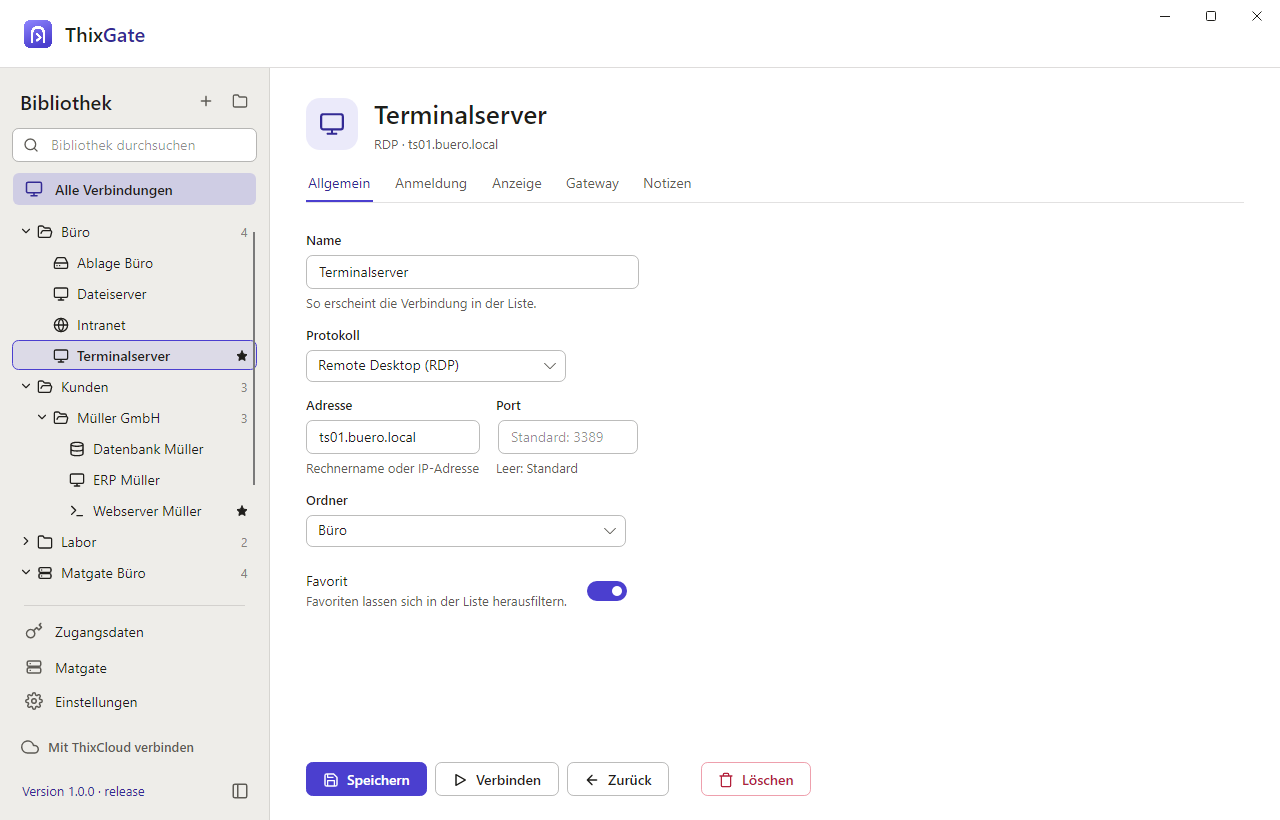 ThixGate
Bibliothek
Bibliothek durchsuchen
Alle Verbindungen
Büro 4
Ablage Büro
Dateiserver
Intranet
Terminalserver
Kunden 3
Müller GmbH 3
Datenbank Müller
ERP Müller
Webserver Müller
Labor 2
Matgate Büro 4
Zugangsdaten
Matgate
Einstellungen
Mit ThixCloud verbinden
Version 1.0.0 · release
Terminalserver
RDP · ts01.buero.local
Allgemein Anmeldung Anzeige Gateway Notizen
Name
Terminalserver
So erscheint die Verbindung in der Liste.
Protokoll
Remote Desktop (RDP)
Adresse Port
ts01.buero.local Standard: 3389
Rechnername oder IP-Adresse Leer: Standard
Ordner
Büro
Favorit
Favoriten lassen sich in der Liste herausfiltern.
Speichern Verbinden Zurück Löschen